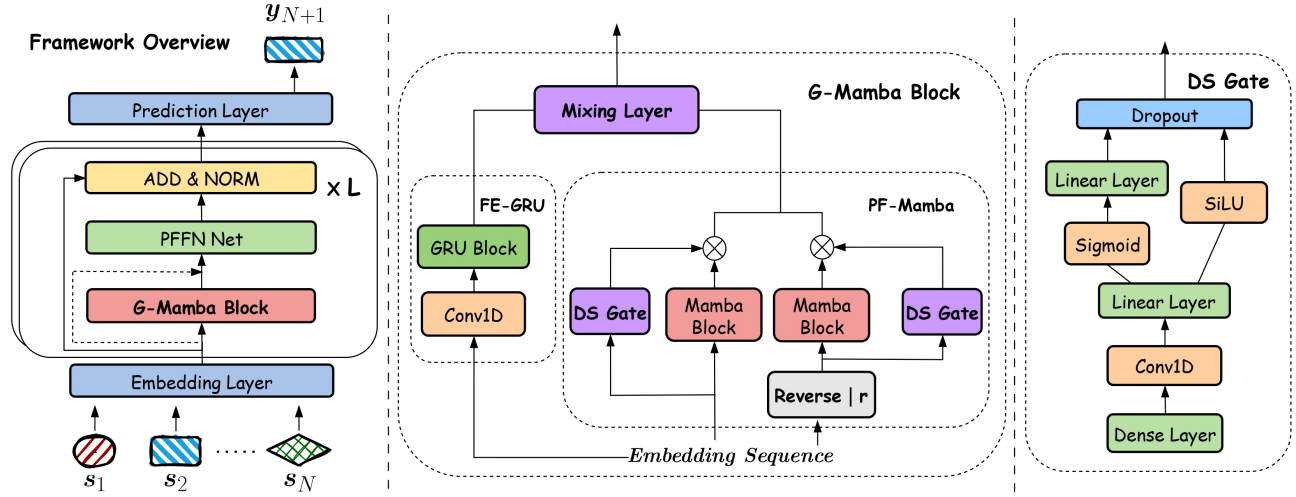 Framework Overview
y_{N+1}
Prediction Layer
ADD & NORM
x L
PFFN Net
G-Mamba Block
Embedding Layer
s_1
s_2
.....
s_N
G-Mamba Block
Mixing Layer
FE-GRU
GRU Block
Conv1D
PF-Mamba
DS Gate
Mamba
Block
Mamba
Block
DS Gate
Reverse | r
Embedding Sequence
DS Gate
Dropout
Linear Layer
SiLU
Sigmoid
Linear Layer
Conv1D
Dense Layer